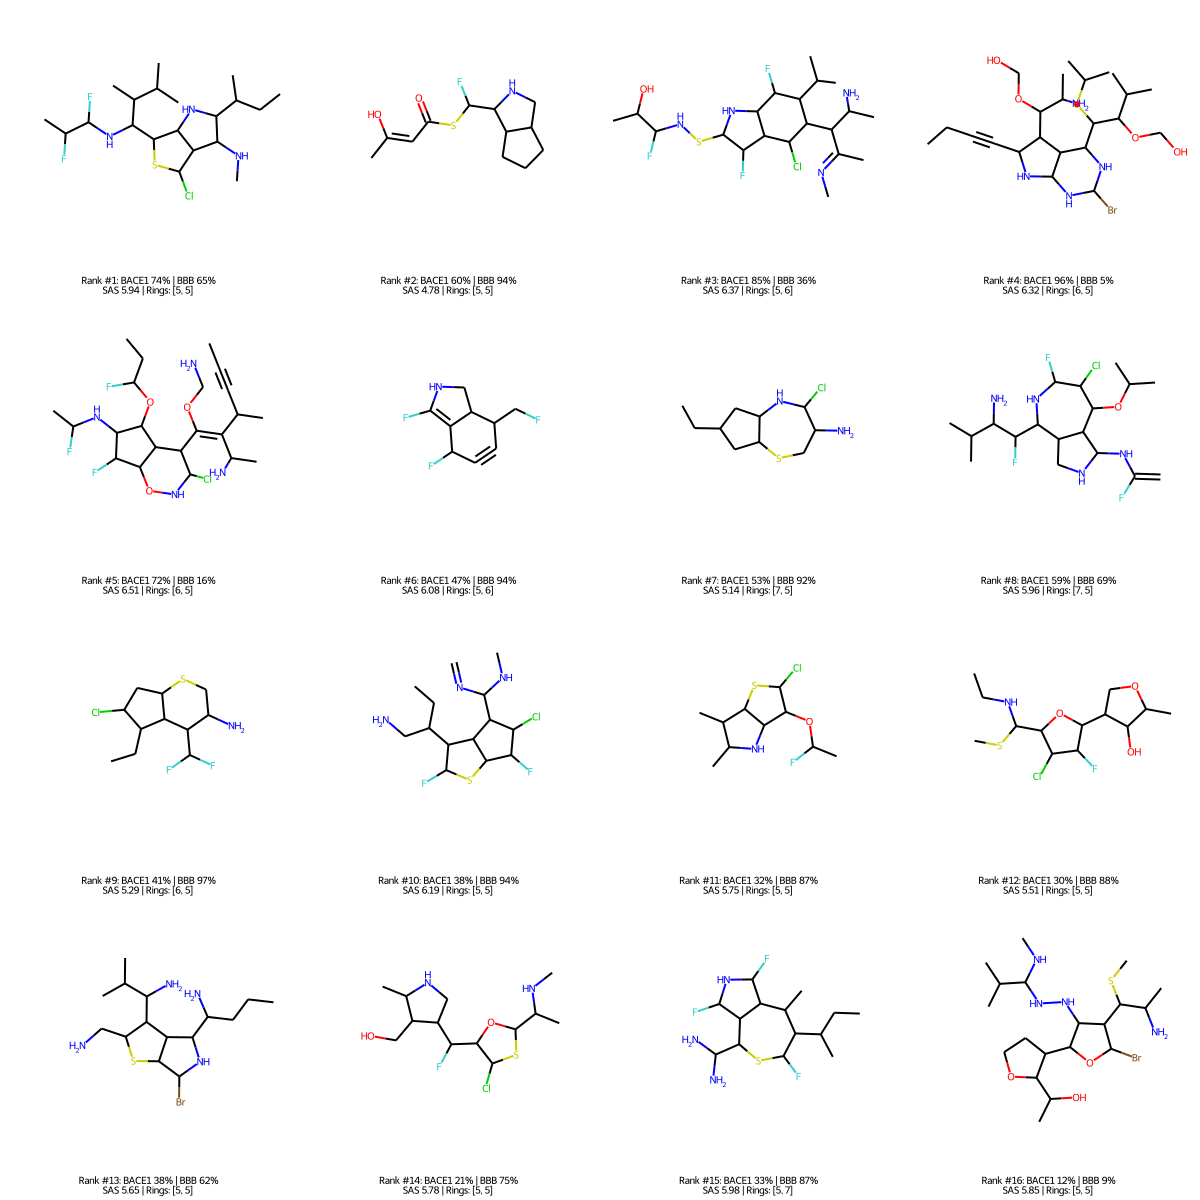 Rank #1: BACE1 74% | BBB 65%
SAS 5.94 | Rings: [5, 5]
Rank #2: BACE1 60% | BBB 94%
SAS 4.78 | Rings: [5, 5]
Rank #3: BACE1 85% | BBB 36%
SAS 6.37 | Rings: [5, 6]
Rank #4: BACE1 96% | BBB 5%
SAS 6.32 | Rings: [6, 5]
Rank #5: BACE1 72% | BBB 16%
SAS 6.51 | Rings: [6, 5]
Rank #6: BACE1 47% | BBB 94%
SAS 6.08 | Rings: [5, 6]
Rank #7: BACE1 53% | BBB 92%
SAS 5.14 | Rings: [7, 5]
Rank #8: BACE1 59% | BBB 69%
SAS 5.96 | Rings: [7, 5]
Rank #9: BACE1 41% | BBB 97%
SAS 5.29 | Rings: [6, 5]
Rank #10: BACE1 38% | BBB 94%
SAS 6.19 | Rings: [5, 5]
Rank #11: BACE1 32% | BBB 87%
SAS 5.75 | Rings: [5, 5]
Rank #12: BACE1 30% | BBB 88%
SAS 5.51 | Rings: [5, 5]
Rank #13: BACE1 38% | BBB 62%
SAS 5.65 | Rings: [5, 5]
Rank #14: BACE1 21% | BBB 75%
SAS 5.78 | Rings: [5, 5]
Rank #15: BACE1 33% | BBB 87%
SAS 5.98 | Rings: [5, 7]
Rank #16: BACE1 12% | BBB 9%
SAS 5.85 | Rings: [5, 5]